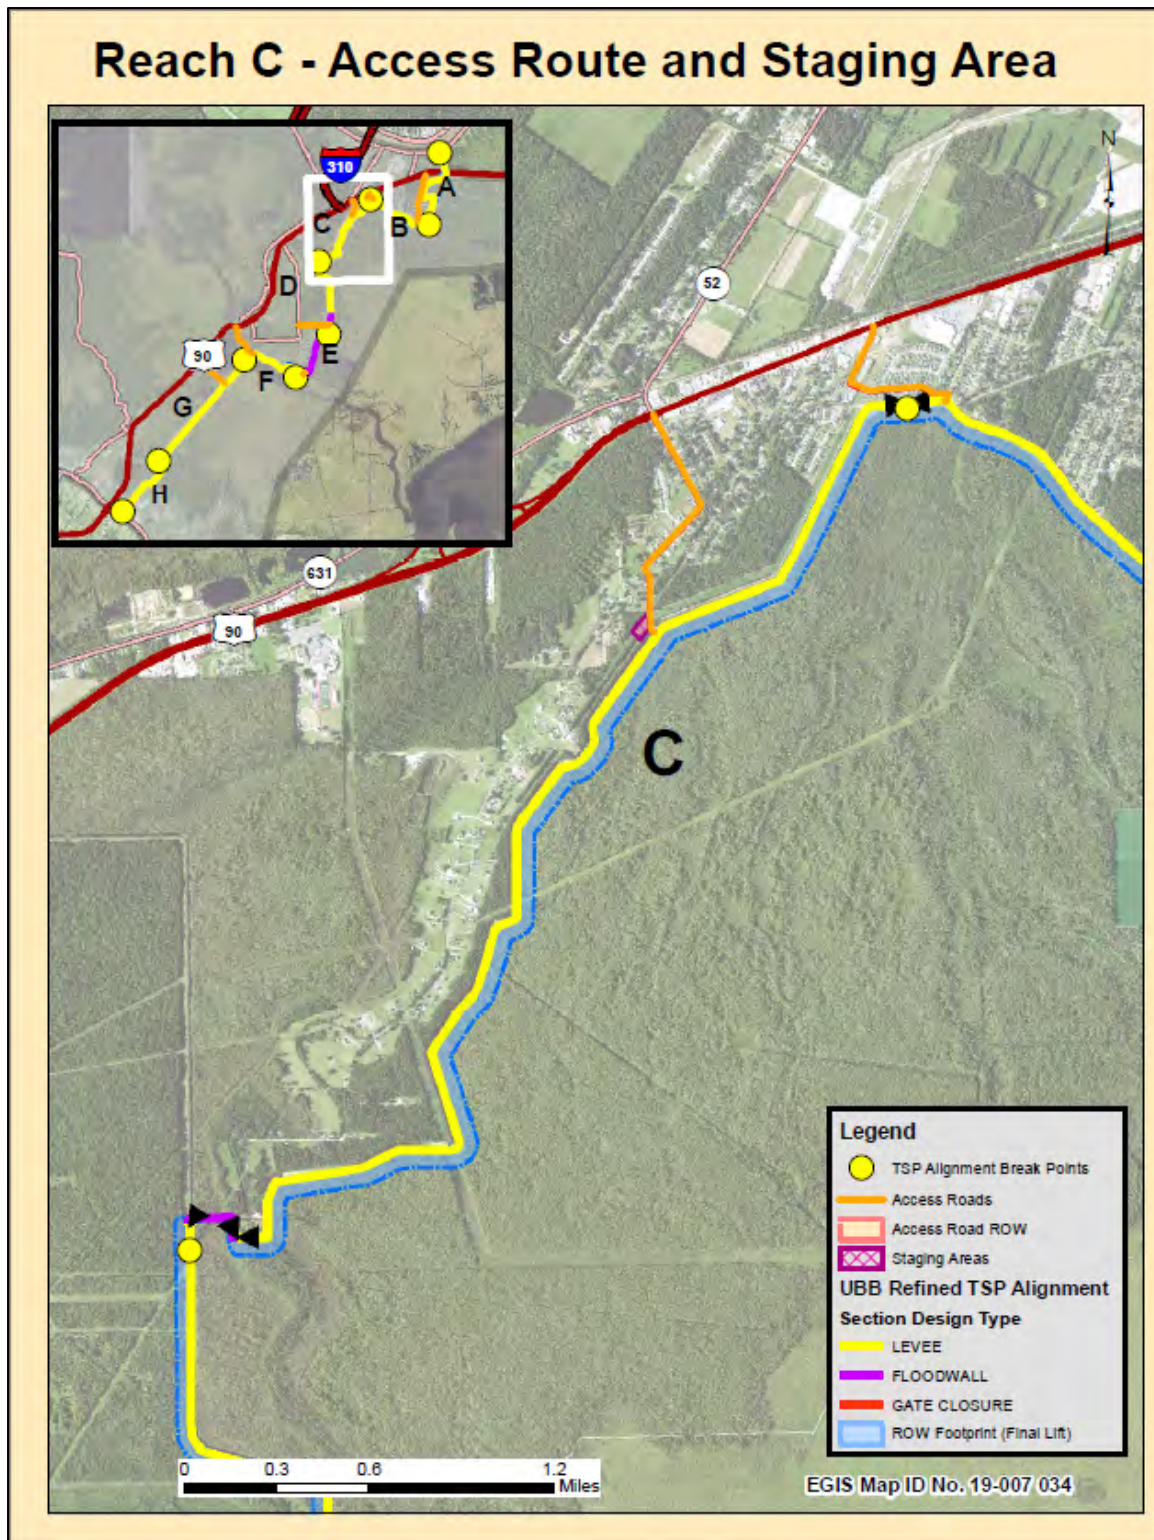 Reach C - Access Route and Staging Area
310
A
B
C
D
E
90
F
G
H
N
52
631
90
C
Legend
TSP Alignment Break Points
Access Roads
Access Road ROW
Staging Areas
UBB Refined TSP Alignment
Section Design Type
LEVEE
FLOODWALL
GATE CLOSURE
ROW Footprint (Final Lift)
0 0.3 0.6 1.2
Miles
EGIS Map ID No. 19-007 034